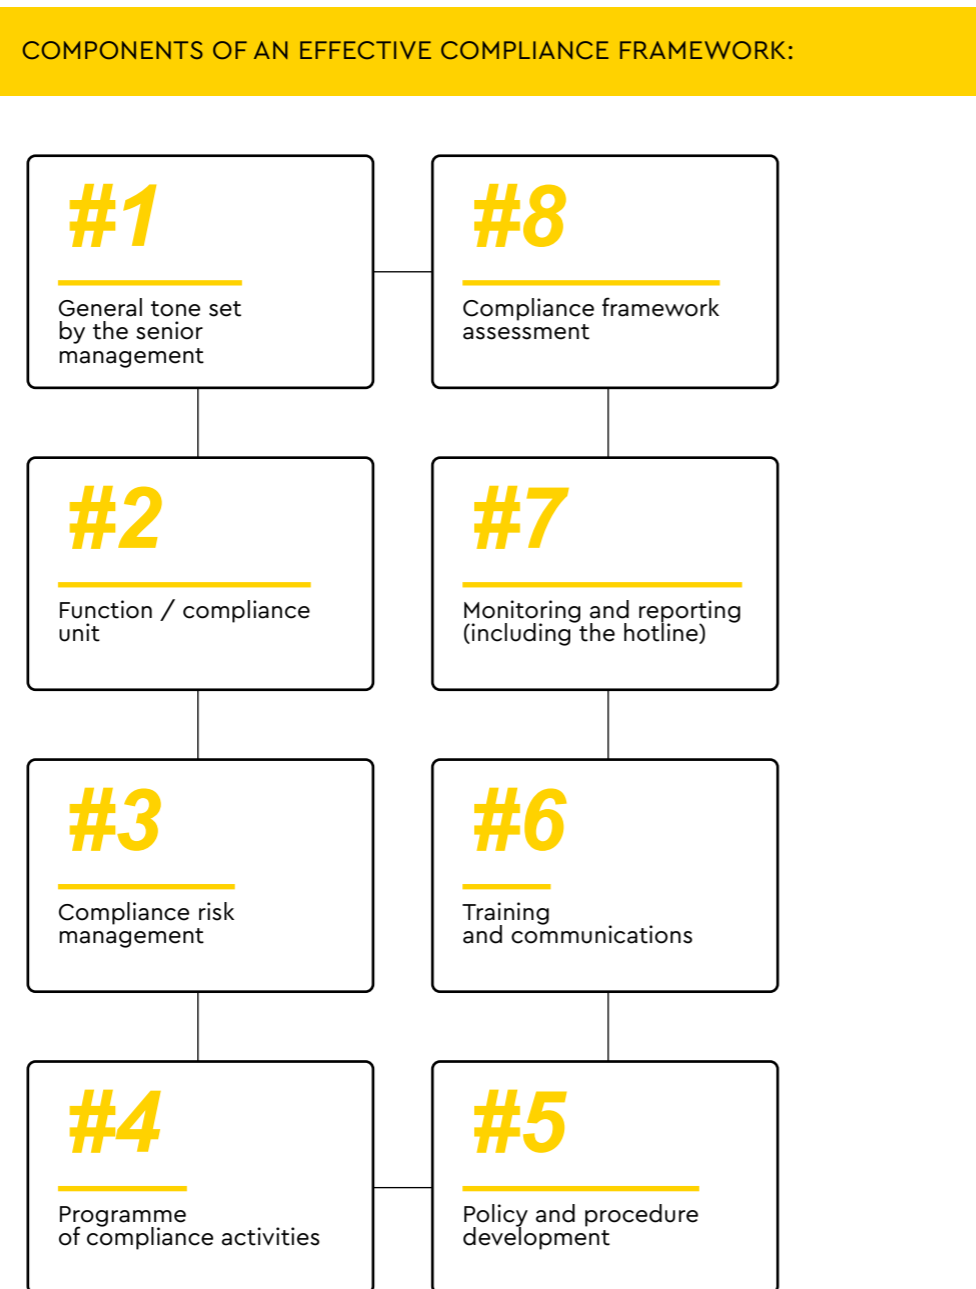 COMPONENTS OF AN EFFECTIVE COMPLIANCE FRAMEWORK:
#1
General tone set
by the senior
management
#8
Compliance framework
assessment
#2
Function / compliance
unit
#7
Monitoring and reporting
(including the hotline)
#3
Compliance risk
management
#6
Training
and communications
#4
Programme
of compliance activities
#5
Policy and procedure
development